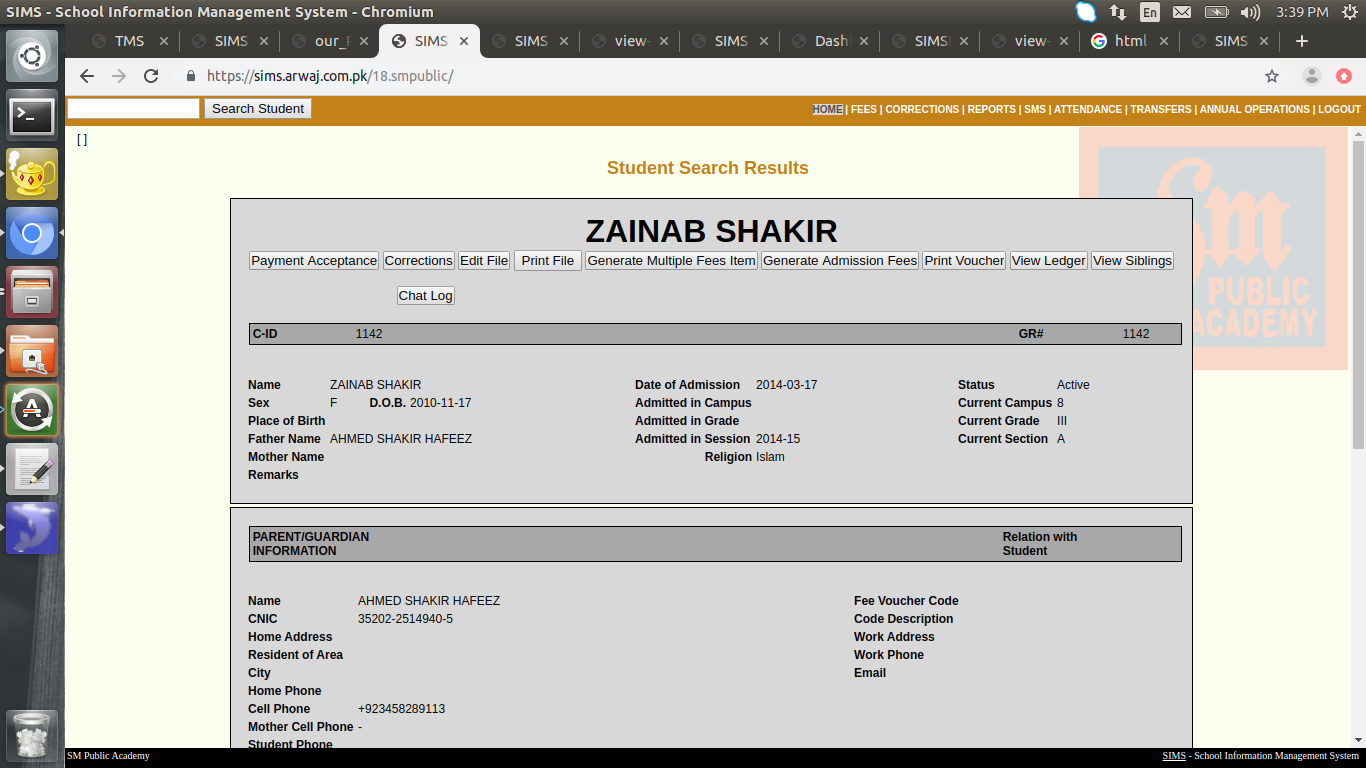 SIMS - School Information Management System - Chromium
En 3:39 PM
TMS SIMS our_ SIMS SIMS view- SIMS Dash SIMS view- html SIMS
https://sims.arwaj.com.pk/18.smpublic/
Search Student HOME | FEES | CORRECTIONS | REPORTS | SMS | ATTENDANCE | TRANSFERS | ANNUAL OPERATIONS | LOGOUT
[ ]
Student Search Results
Sm
PUBLIC
ACADEMY
ZAINAB SHAKIR
Payment Acceptance Corrections Edit File Print File Generate Multiple Fees Item Generate Admission Fees Print Voucher View Ledger View Siblings
Chat Log
C-ID 1142 GR# 1142
Name ZAINAB SHAKIR Date of Admission 2014-03-17 Status Active
Sex F D.O.B. 2010-11-17 Admitted in Campus Current Campus 8
Place of Birth Admitted in Grade Current Grade III
Father Name AHMED SHAKIR HAFEEZ Admitted in Session 2014-15 Current Section A
Mother Name Religion Islam
Remarks
PARENT/GUARDIAN Relation with
INFORMATION Student
Name AHMED SHAKIR HAFEEZ Fee Voucher Code
CNIC 35202-2514940-5 Code Description
Home Address Work Address
Resident of Area Work Phone
City Email
Home Phone
Cell Phone +923458289113
Mother Cell Phone -
Student Phone
SM Public Academy SIMS - School Information Management System